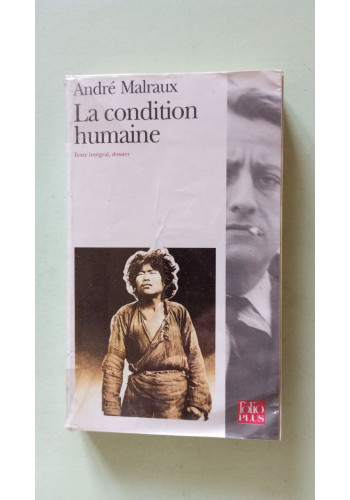 André Malraux
La condition
humaine
Texte intégral, dossier
folio
PLUS